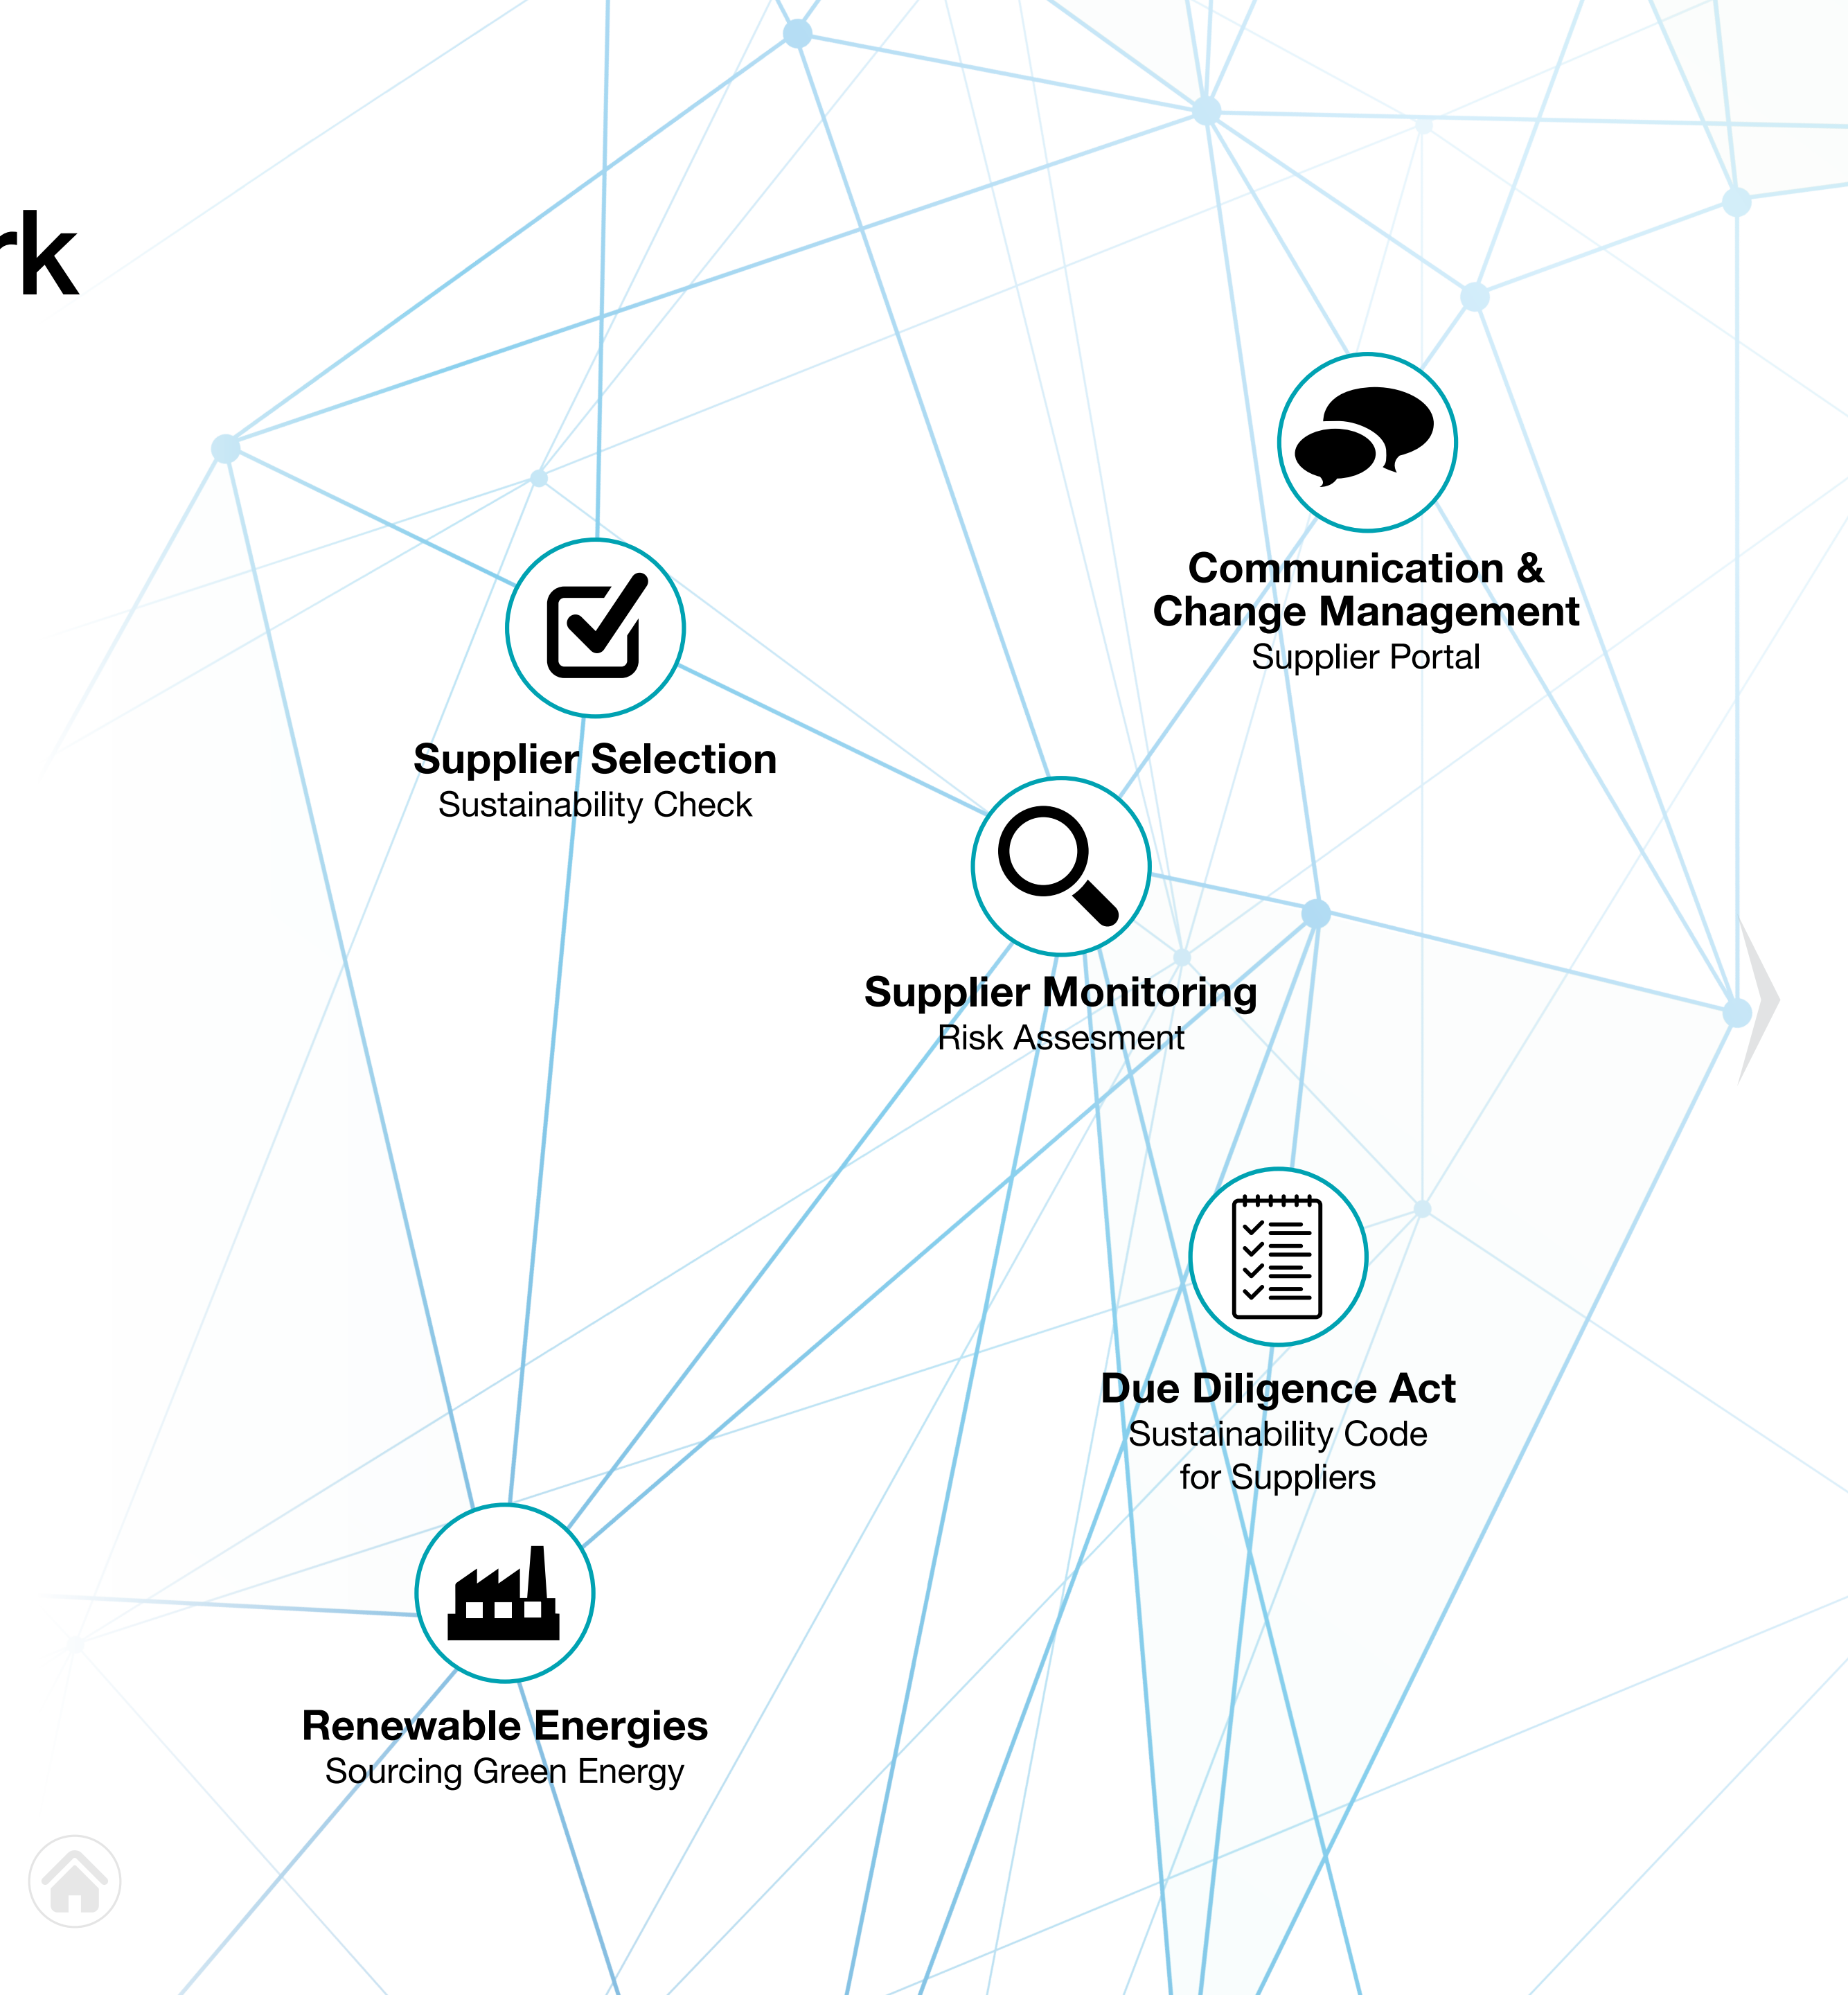 rk
Communication &
Change Management
Supplier Portal
Supplier Selection
Sustainability Check
Supplier Monitoring
Risk Assesment
Due Diligence Act
Sustainability Code
for Suppliers
Renewable Energies
Sourcing Green Energy